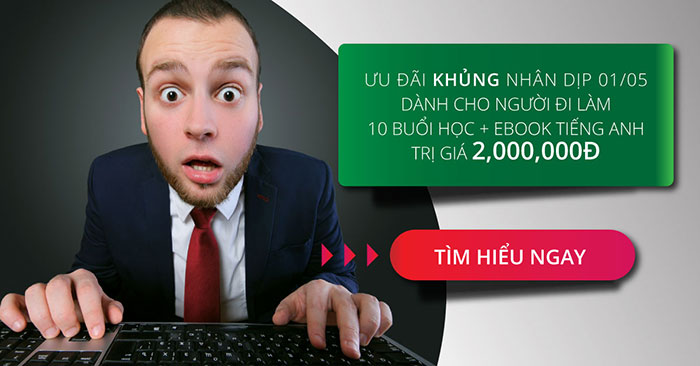 ƯU ĐÃI KHỦNG NHÂN DỊP 01/05
DÀNH CHO NGƯỜI ĐI LÀM
10 BUỔI HỌC + EBOOK TIẾNG ANH
TRỊ GIÁ 2,000,000Đ
TÌM HIỂU NGAY